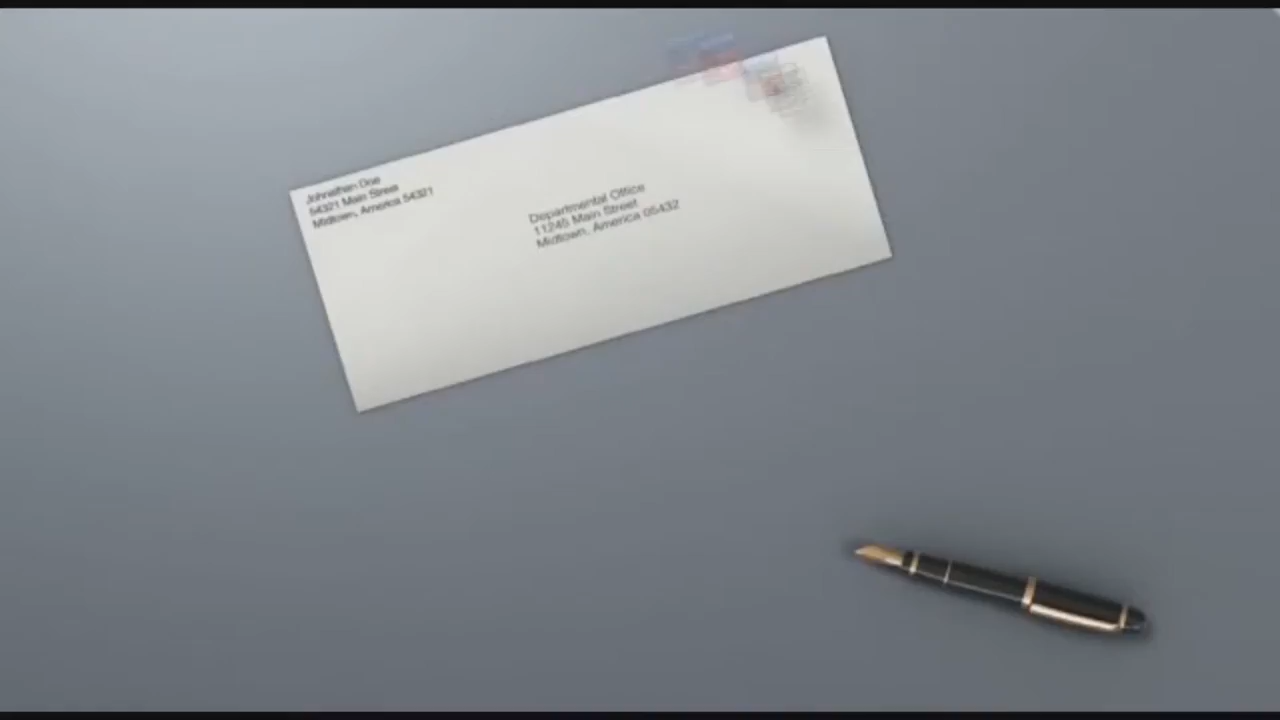 Johnathan Doe
54321 Main Street
Midtown, America 54321
Departmental Office
11245 Main Street
Midtown, America 05432